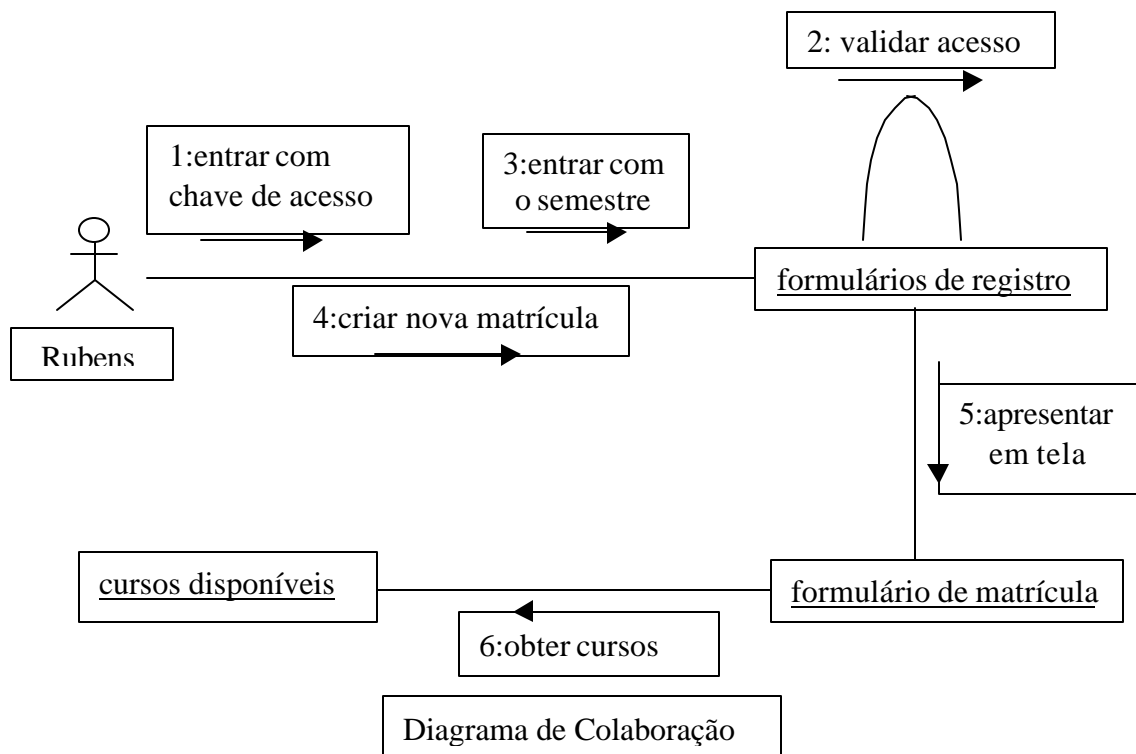 2: validar acesso
1:entrar com
chave de acesso
3:entrar com
o semestre
formulários de registro
4:criar nova matrícula
Rubens
5:apresentar
em tela
cursos disponíveis
formulário de matrícula
6:obter cursos
Diagrama de Colaboração